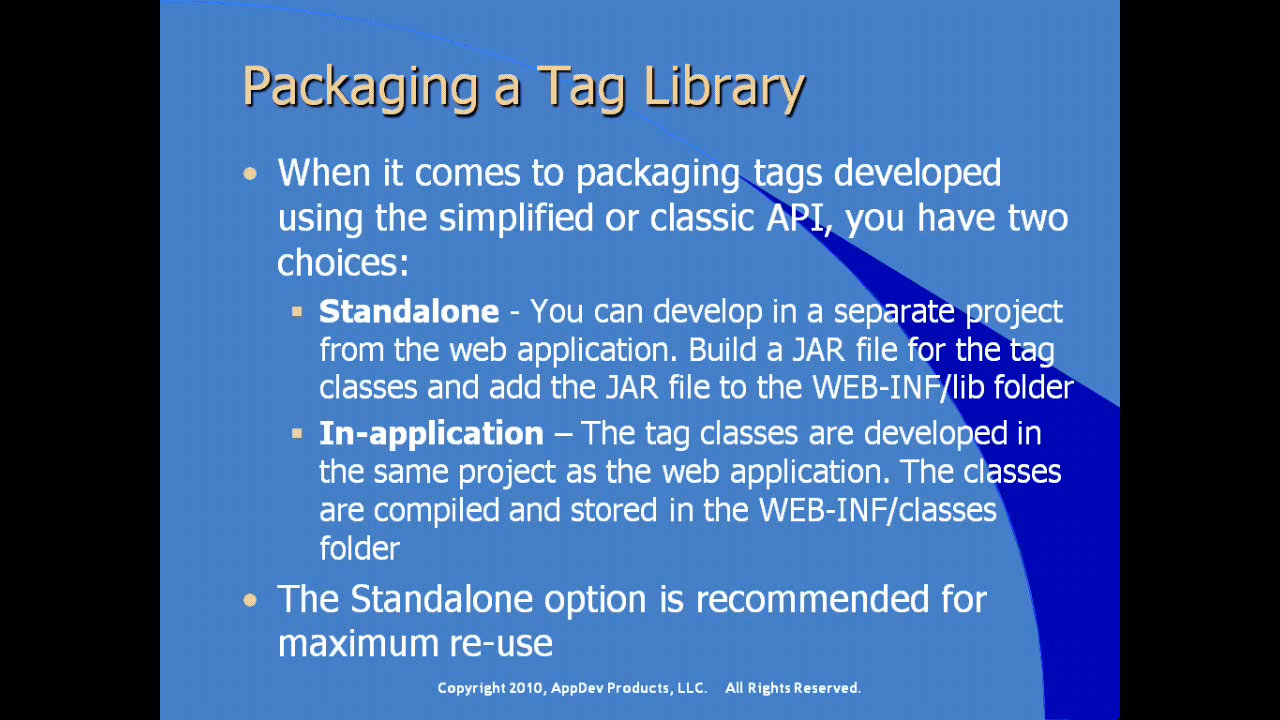 Packaging a Tag Library
• When it comes to packaging tags developed
using the simplified or classic API, you have two
choices:
▪ Standalone - You can develop in a separate project
from the web application. Build a JAR file for the tag
classes and add the JAR file to the WEB-INF/lib folder
▪ In-application – The tag classes are developed in
the same project as the web application. The classes
are compiled and stored in the WEB-INF/classes
folder
• The Standalone option is recommended for
maximum re-use
Copyright 2010, AppDev Products, LLC. All Rights Reserved.